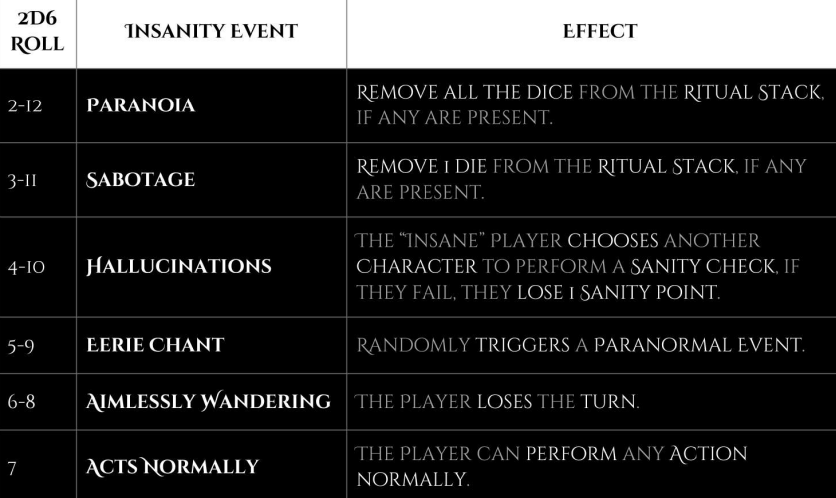 2D6 ROLL
Insanity Event
Effect
2-12
Paranoia
Remove all the dice from the Ritual Stack,
if any are present.
3-11
Sabotage
Remove 1 die from the Ritual Stack, if any
are present.
4-10
Hallucinations
The “Insane” Player chooses another
character to perform a Sanity Check, if
they fail, they lose 1 Sanity Point.
5-9
Eerie Chant
Randomly triggers a Paranormal Event.
6-8
Aimlessly Wandering
The player loses the turn.
7
Acts Normally
The player can perform any Action
normally.